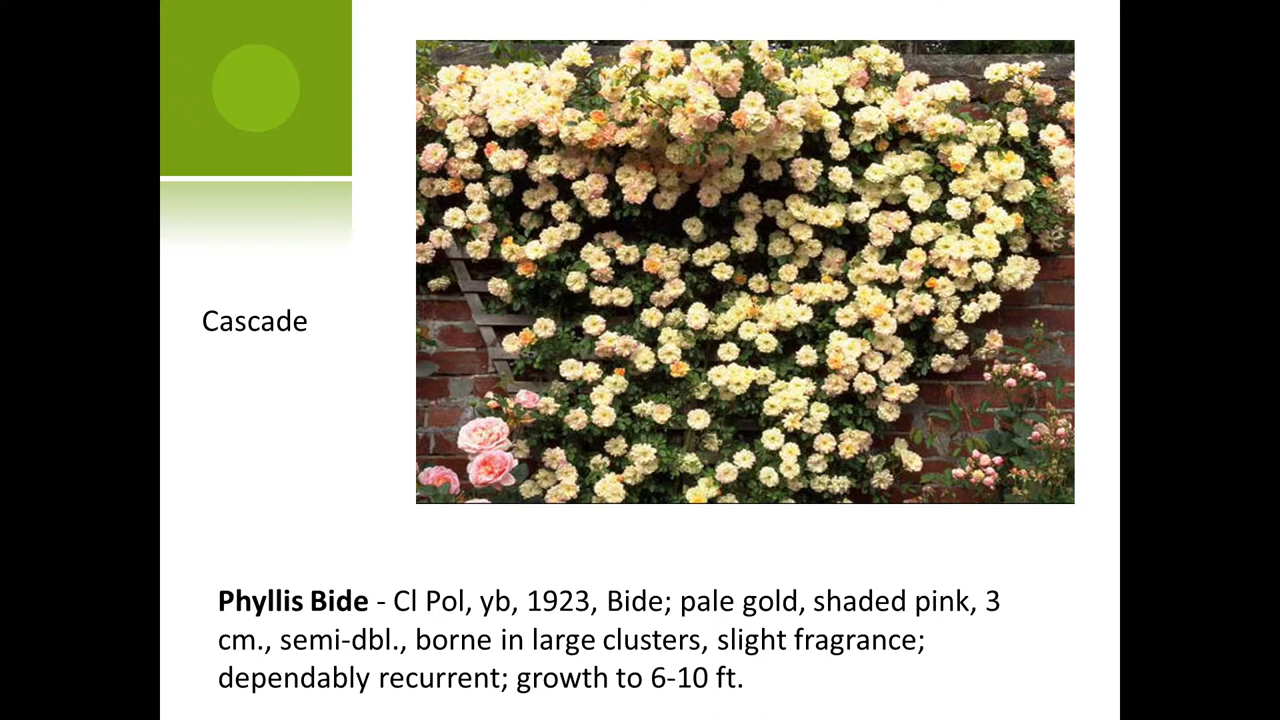 Cascade
Phyllis Bide - Cl Pol, yb, 1923, Bide; pale gold, shaded pink, 3
cm., semi-dbl., borne in large clusters, slight fragrance;
dependably recurrent; growth to 6-10 ft.